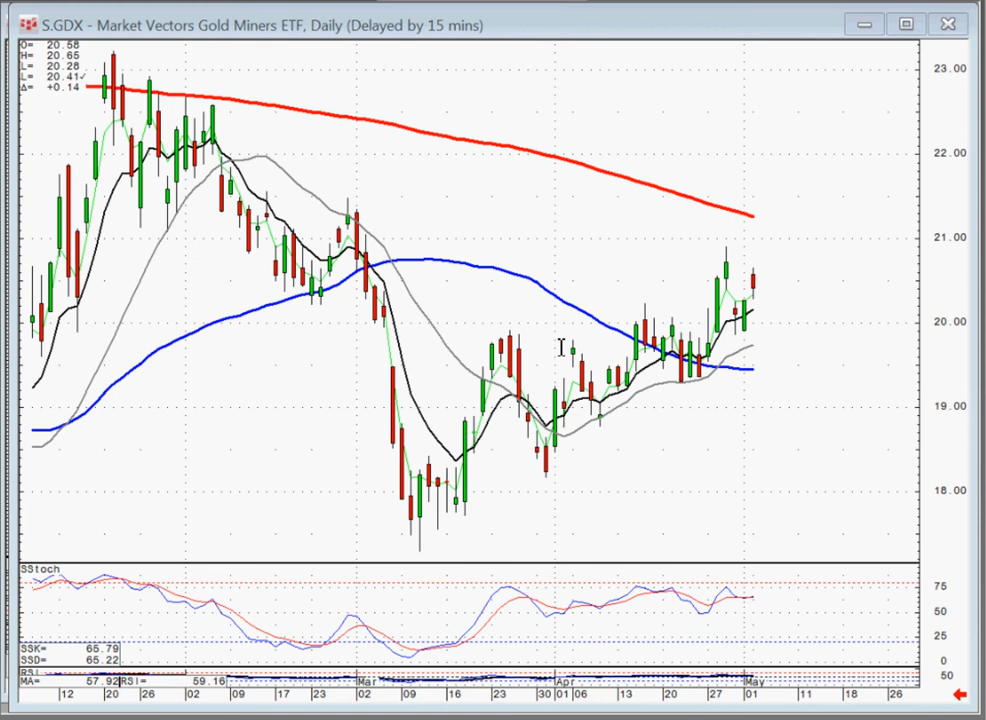 S.GDX - Market Vectors Gold Miners ETF, Daily (Delayed by 15 mins)
O= 20.58
H= 20.65
L= 20.28
L= 20.41✓
Δ= +0.14
23.00
22.00
21.00
20.00
19.00
18.00
SStoch
75
50
25
0
SSK= 65.79
SSD= 65.22
RSI
MA= 57.92 RSI= 59.16
50
Mar Apr May
12 20 26 02 09 17 23 02 09 16 23 30 01 06 13 20 27 01 11 18 26